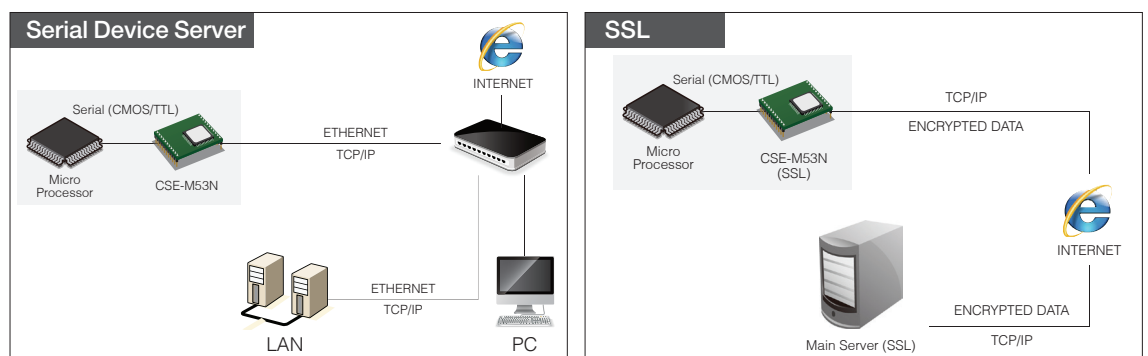 Serial Device Server
INTERNET
Serial (CMOS/TTL)
ETHERNET
TCP/IP
Micro
Processor
CSE-M53N
ETHERNET
TCP/IP
LAN
PC
SSL
Serial (CMOS/TTL)
TCP/IP
ENCRYPTED DATA
Micro
Processor
CSE-M53N
(SSL)
INTERNET
ENCRYPTED DATA
TCP/IP
Main Server (SSL)